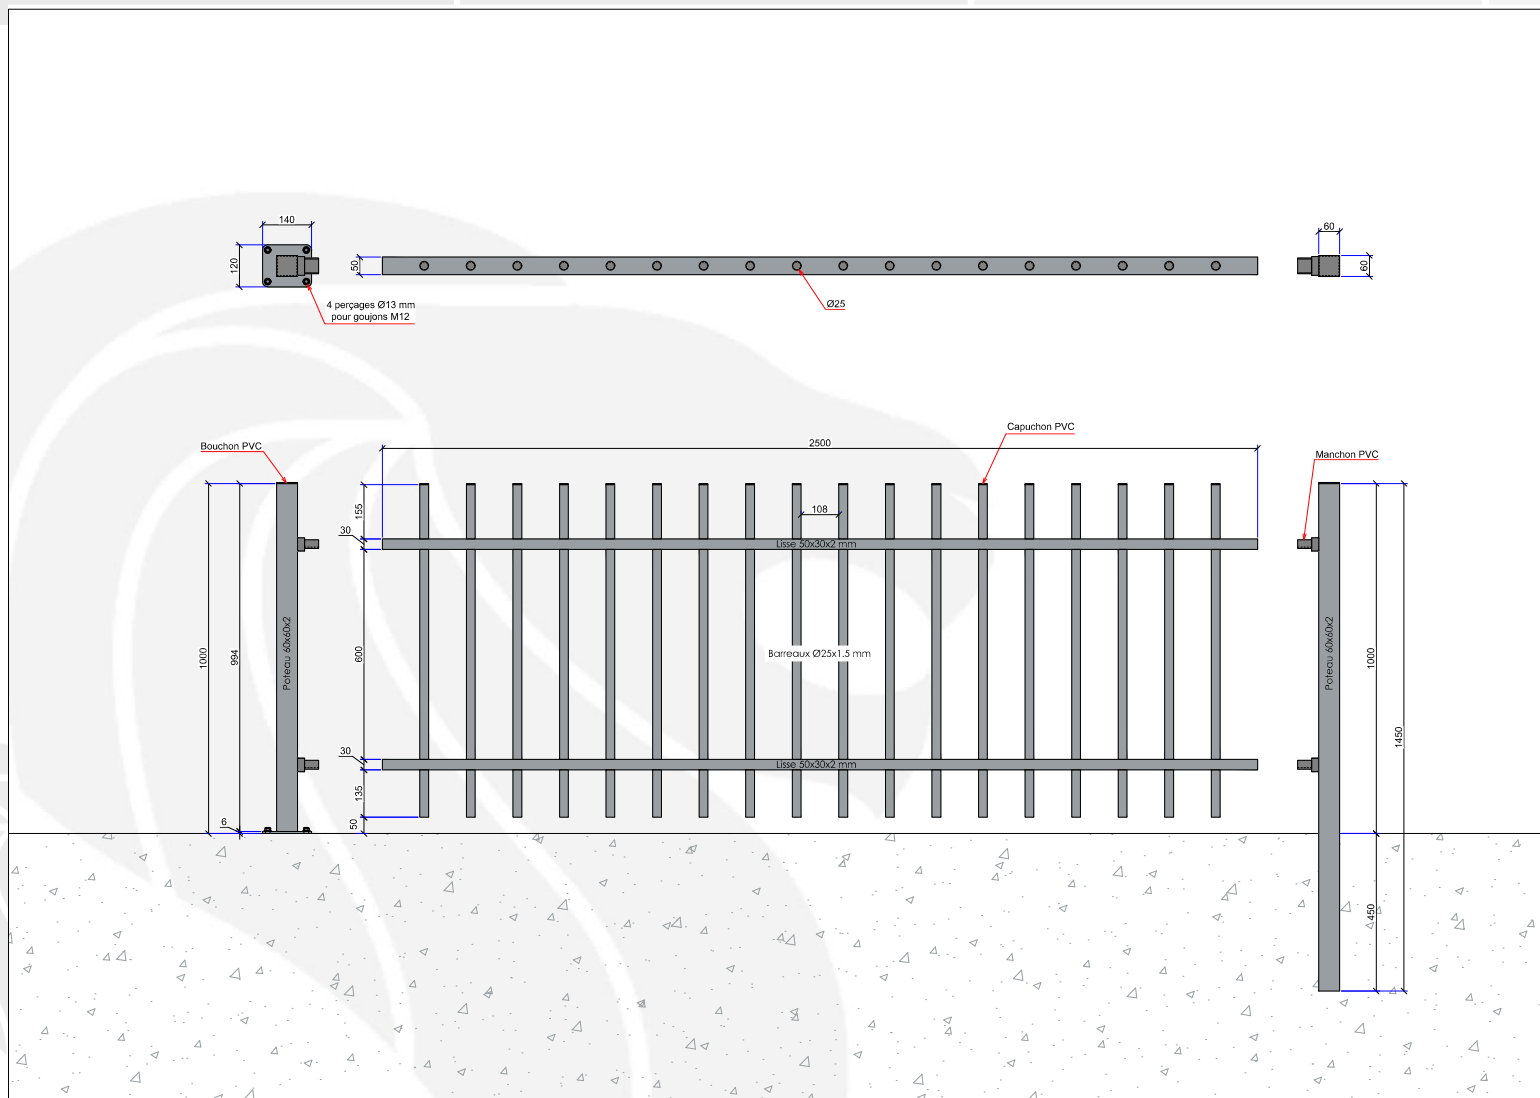 140
120
4 perçages Ø13 mm
pour goujons M12
50
Ø25
60
60
Bouchon PVC
2500
Capuchon PVC
Manchon PVC
155
108
30
Lisse 50x30x2 mm
1000
994
Poteau 60x60x2
600
Barreaux Ø25x1.5 mm
Poteau 60x60x2
1000
1450
30
Lisse 50x30x2 mm
135
6
50
450